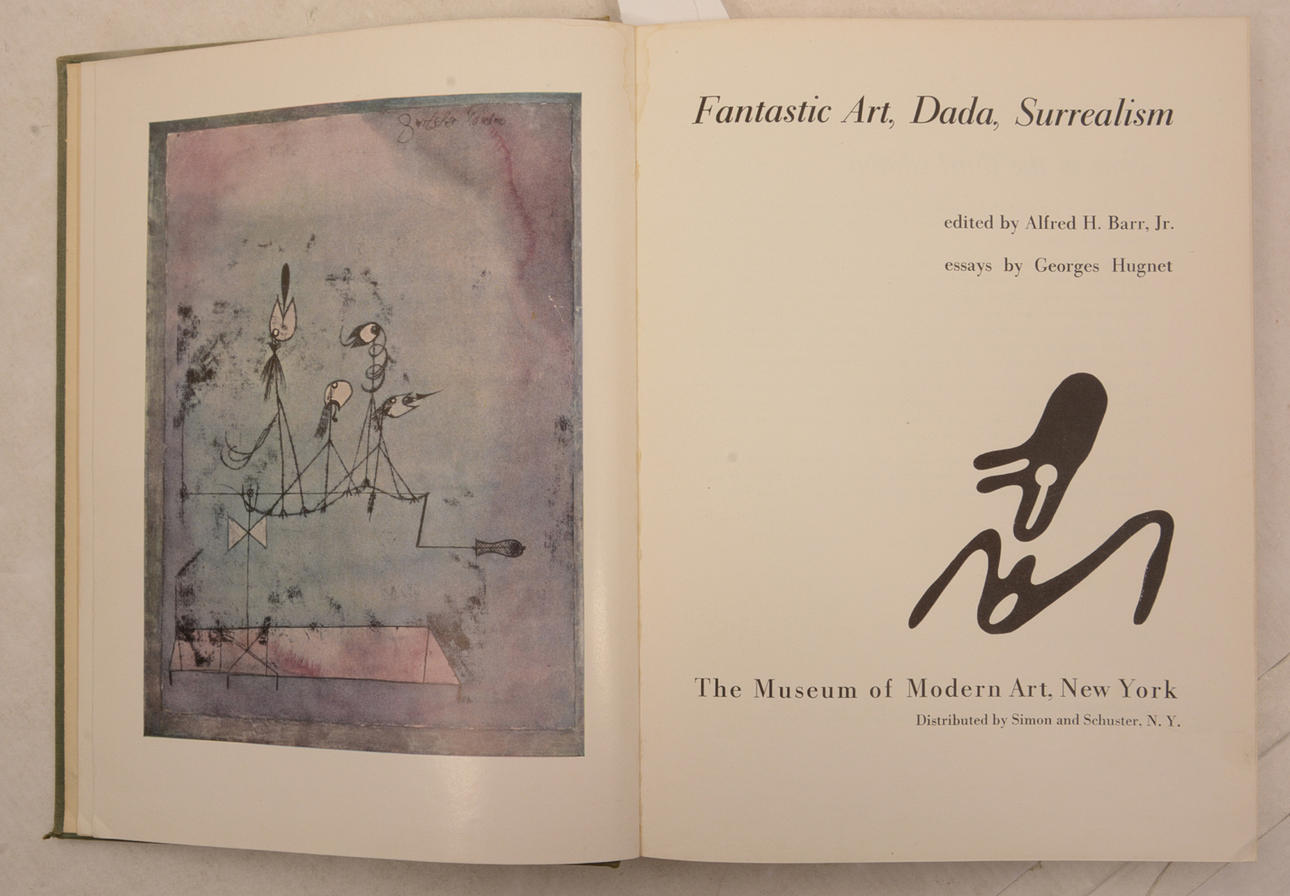 Fantastic Art, Dada, Surrealism
edited by Alfred H. Barr, Jr.
essays by Georges Hugnet
The Museum of Modern Art, New York
Distributed by Simon and Schuster, N. Y.